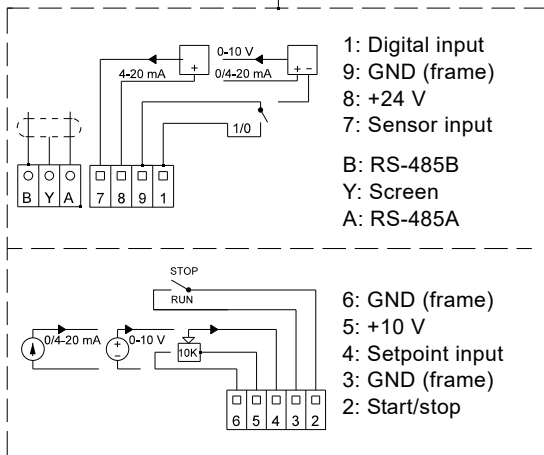 0-10 V
4-20 mA
+
0/4-20 mA
+ −
1/0
B Y A
7 8 9 1
1: Digital input
9: GND (frame)
8: +24 V
7: Sensor input
B: RS-485B
Y: Screen
A: RS-485A
STOP
RUN
0/4-20 mA
+
−
0-10 V
10K
6 5 4 3 2
6: GND (frame)
5: +10 V
4: Setpoint input
3: GND (frame)
2: Start/stop